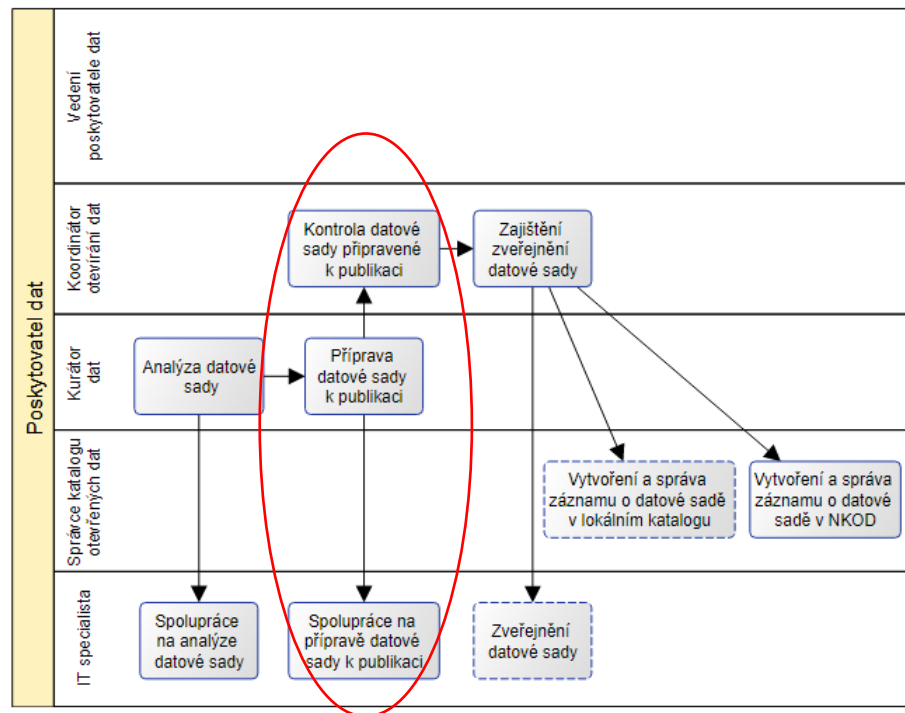 Poskytovatel dat
Vedení
poskytovatele dat
Koordinátor
otevírání dat
Kontrola datové
sady připravené
k publikaci
Zajištění
zveřejnění
datové sady
Kurátor
dat
Analýza datové
sady
Příprava
datové sady
k publikaci
Správce katalogu
otevřených dat
Vytvoření a správa
záznamu o datové sadě
v lokálním katalogu
Vytvoření a správa
záznamu o datové
sadě v NKOD
IT specialista
Spolupráce
na analýze
datové sady
Spolupráce na
přípravě datové
sady k publikaci
Zveřejnění
datové sady